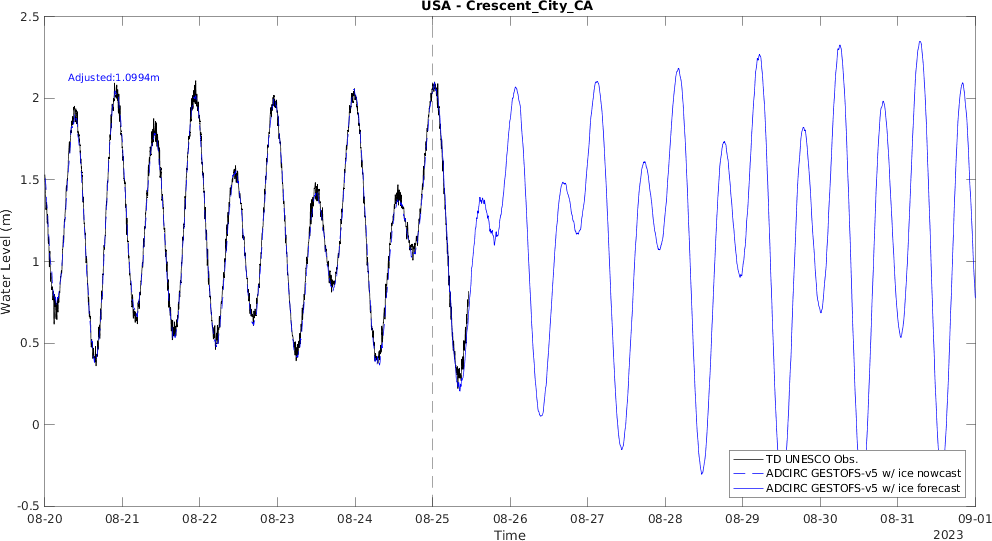 USA - Crescent_City_CA
Adjusted:1.0994m
Water Level (m)
2.5
2
1.5
1
0.5
0
-0.5
TD UNESCO Obs.
ADCIRC GESTOFS-v5 w/ ice nowcast
ADCIRC GESTOFS-v5 w/ ice forecast
08-20 08-21 08-22 08-23 08-24 08-25 08-26 08-27 08-28 08-29 08-30 08-31 09-01
Time
2023